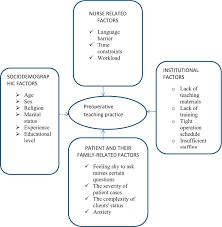 NURSE RELATED
FACTORS
Language
barrier
Time
constraints
Workload
SOCIODEMOGRAP
HIC FACTORS
Age
Sex
Religion
Marital
status
Experience
Educational
level
Preoperative
teaching practice
INSTITUTIONAL
FACTORS
Lack of
teaching
materials
Lack of
training
Tight
operation
schedule
Insufficient
staffing
PATIENT AND THEIR
FAMILY-RELATED FACTORS
Feeling shy to ask
nurses certain
questions
The severity of
patient cases
The complexity of
clients' status
Anxiety